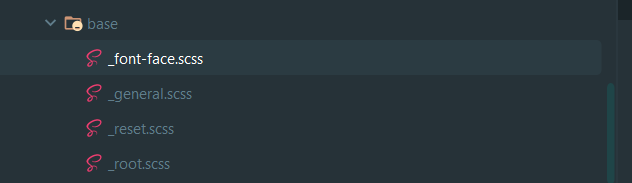 base
_font-face.scss
_general.scss
_reset.scss
_root.scss